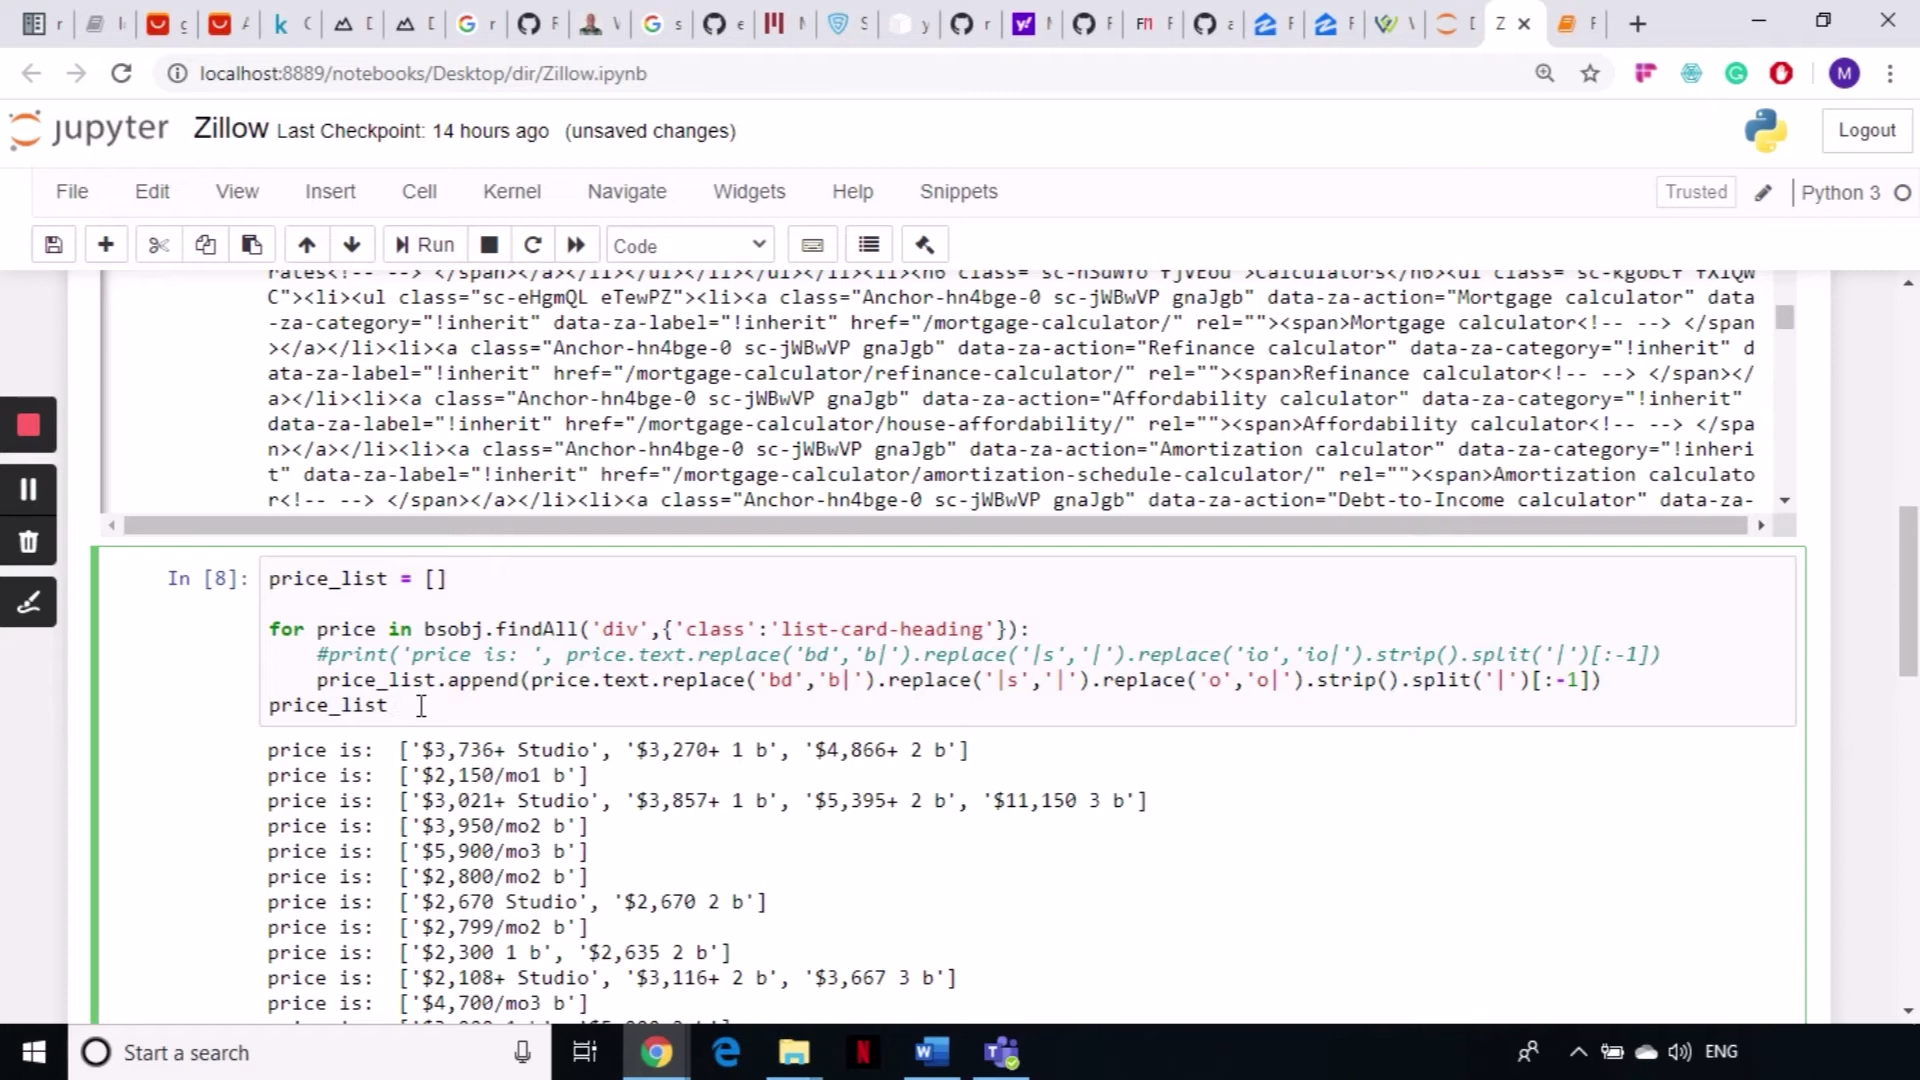 localhost:8889/notebooks/Desktop/dir/Zillow.ipynb
M
jupyter Zillow Last Checkpoint: 14 hours ago (unsaved changes) Logout
File Edit View Insert Cell Kernel Navigate Widgets Help Snippets Trusted Python 3
Run Code
C"><li><ul class="sc-eHgmQL eTewPZ"><li><a class="Anchor-hn4bge-0 sc-jWBwVP gnaJgb" data-za-action="Mortgage calculator" data
-za-category="!inherit" data-za-label="!inherit" href="/mortgage-calculator/" rel=""><span>Mortgage calculator<!-- --> </span
></a></li><li><a class="Anchor-hn4bge-0 sc-jWBwVP gnaJgb" data-za-action="Refinance calculator" data-za-category="!inherit" d
ata-za-label="!inherit" href="/mortgage-calculator/refinance-calculator/" rel=""><span>Refinance calculator<!-- --> </span></
a></li><li><a class="Anchor-hn4bge-0 sc-jWBwVP gnaJgb" data-za-action="Affordability calculator" data-za-category="!inherit"
data-za-label="!inherit" href="/mortgage-calculator/house-affordability/" rel=""><span>Affordability calculator<!-- --> </spa
n></a></li><li><a class="Anchor-hn4bge-0 sc-jWBwVP gnaJgb" data-za-action="Amortization calculator" data-za-category="!inheri
t" data-za-label="!inherit" href="/mortgage-calculator/amortization-schedule-calculator/" rel=""><span>Amortization calculato
r<!-- --> </span></a></li><li><a class="Anchor-hn4bge-0 sc-jWBwVP gnaJgb" data-za-action="Debt-to-Income calculator" data-za-
In [8]: price_list = []
for price in bsobj.findAll('div',{'class':'list-card-heading'}):
#print('price is: ', price.text.replace('bd','b|').replace('|s','|').replace('io','io|').strip().split('|')[:-1])
price_list.append(price.text.replace('bd','b|').replace('|s','|').replace('o','o|').strip().split('|')[:-1])
price_list
price is: ['$3,736+ Studio', '$3,270+ 1 b', '$4,866+ 2 b']
price is: ['$2,150/mo1 b']
price is: ['$3,021+ Studio', '$3,857+ 1 b', '$5,395+ 2 b', '$11,150 3 b']
price is: ['$3,950/mo2 b']
price is: ['$5,900/mo3 b']
price is: ['$2,800/mo2 b']
price is: ['$2,670 Studio', '$2,670 2 b']
price is: ['$2,799/mo2 b']
price is: ['$2,300 1 b', '$2,635 2 b']
price is: ['$2,108+ Studio', '$3,116+ 2 b', '$3,667 3 b']
price is: ['$4,700/mo3 b']
Start a search ENG